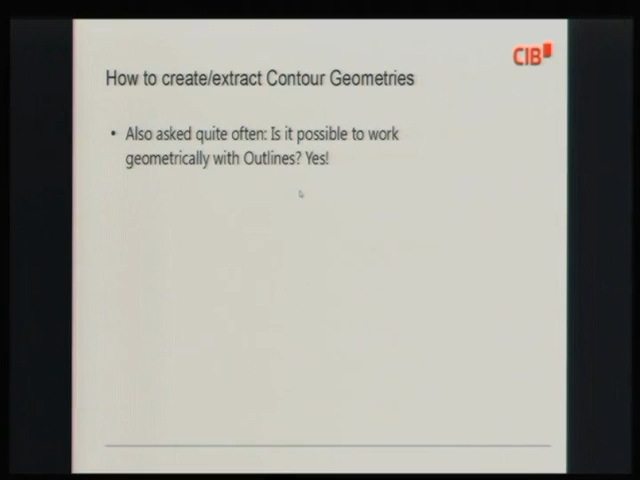 CIB
How to create/extract Contour Geometries
• Also asked quite often: Is it possible to work
geometrically with Outlines? Yes!